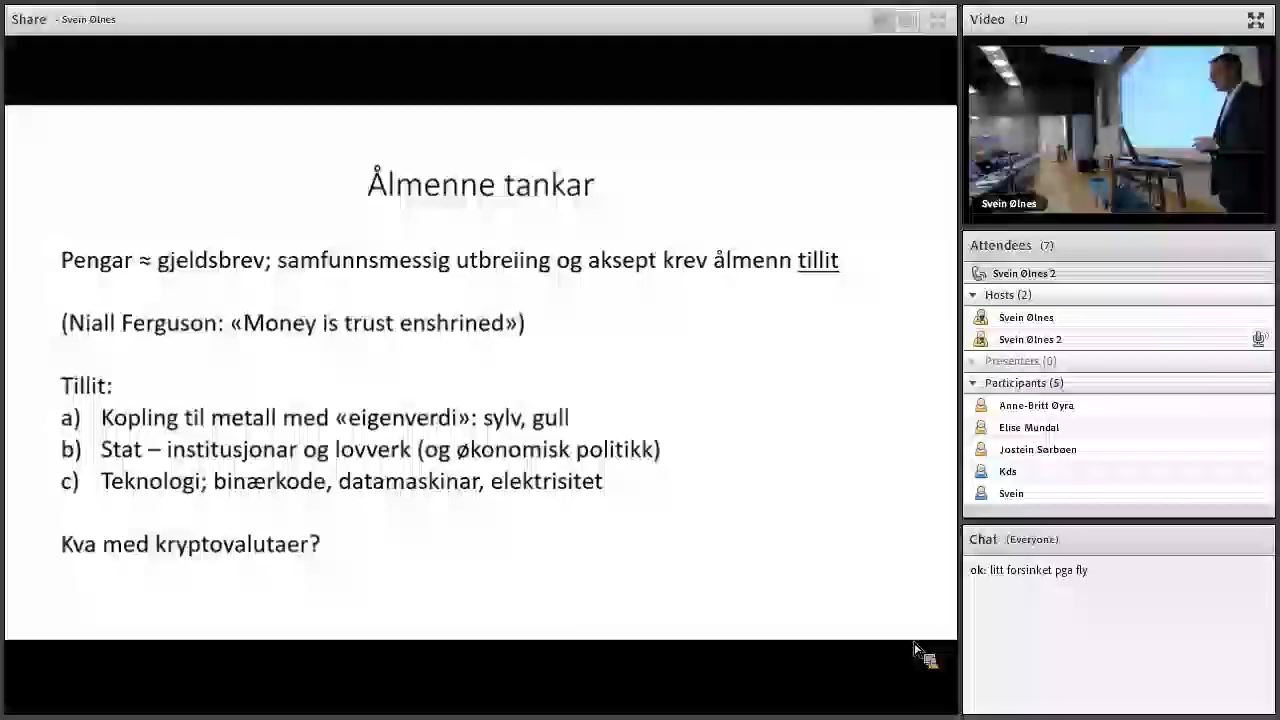 Share - Svein Ølnes
Ålmenne tankar
Pengar ≈ gjeldsbrev; samfunnsmessig utbreiing og aksept krev ålmenn tillit
(Niall Ferguson: «Money is trust enshrined»)
Tillit:
a) Kopling til metall med «eigenverdi»: sylv, gull
b) Stat – institusjonar og lovverk (og økonomisk politikk)
c) Teknologi; binærkode, datamaskinar, elektrisitet
Kva med kryptovalutaer?
Video (1)
Svein Ølnes
Attendees (7)
Svein Ølnes 2
Hosts (2)
Svein Ølnes
Svein Ølnes 2
Presenters (0)
Participants (5)
Anne-Britt Øyra
Elise Mundal
Jostein Sørbøen
Kds
Svein
Chat (Everyone)
ok: litt forsinket pga fly